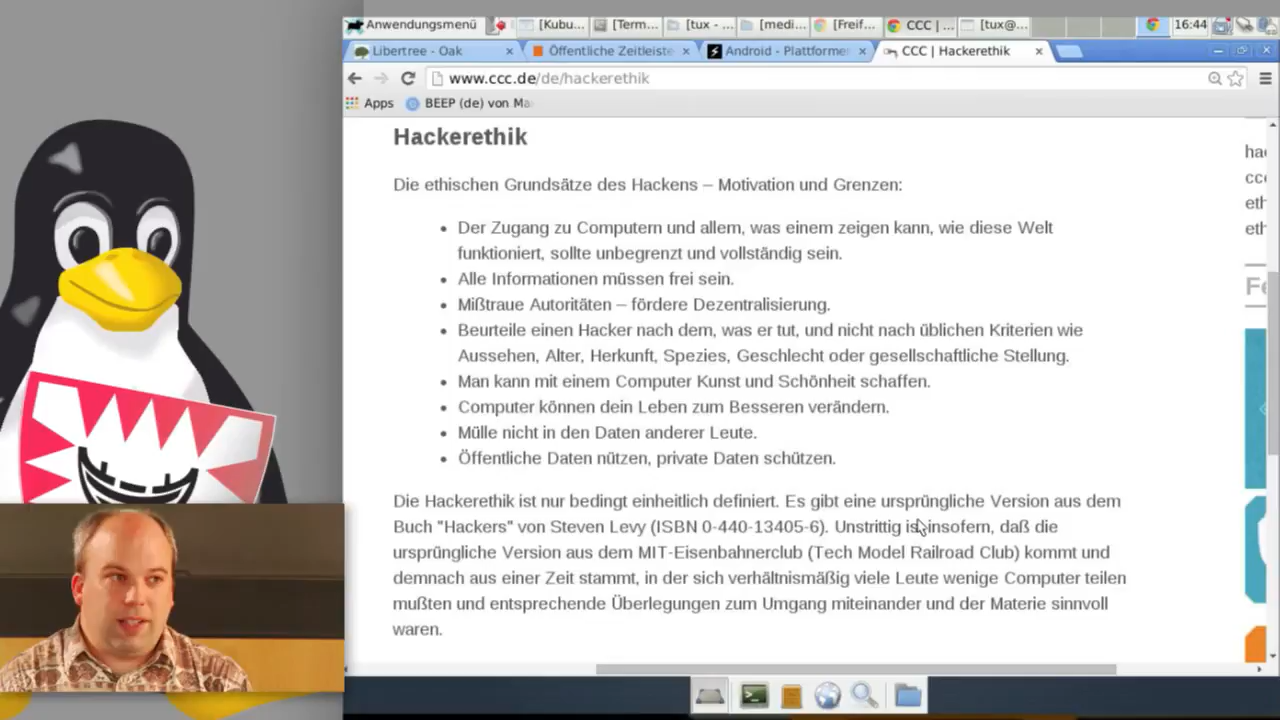 Anwendungsmenü [Kubu... [Term... [tux - ... [medi... [Freif... CCC | ... [tux@... 16:44
Libertree - Oak × Öffentliche Zeitleiste × Android - Plattformen × CCC | Hackerethik ×
www.ccc.de/de/hackerethik
Apps BEEP (de) von Ma
Hackerethik
Die ethischen Grundsätze des Hackens – Motivation und Grenzen:
• Der Zugang zu Computern und allem, was einem zeigen kann, wie diese Welt
funktioniert, sollte unbegrenzt und vollständig sein.
• Alle Informationen müssen frei sein.
• Mißtraue Autoritäten – fördere Dezentralisierung.
• Beurteile einen Hacker nach dem, was er tut, und nicht nach üblichen Kriterien wie
Aussehen, Alter, Herkunft, Spezies, Geschlecht oder gesellschaftliche Stellung.
• Man kann mit einem Computer Kunst und Schönheit schaffen.
• Computer können dein Leben zum Besseren verändern.
• Mülle nicht in den Daten anderer Leute.
• Öffentliche Daten nützen, private Daten schützen.
Die Hackerethik ist nur bedingt einheitlich definiert. Es gibt eine ursprüngliche Version aus dem
Buch "Hackers" von Steven Levy (ISBN 0-440-13405-6). Unstrittig ist insofern, daß die
ursprüngliche Version aus dem MIT-Eisenbahnerclub (Tech Model Railroad Club) kommt und
demnach aus einer Zeit stammt, in der sich verhältnismäßig viele Leute wenige Computer teilen
mußten und entsprechende Überlegungen zum Umgang miteinander und der Materie sinnvoll
waren.